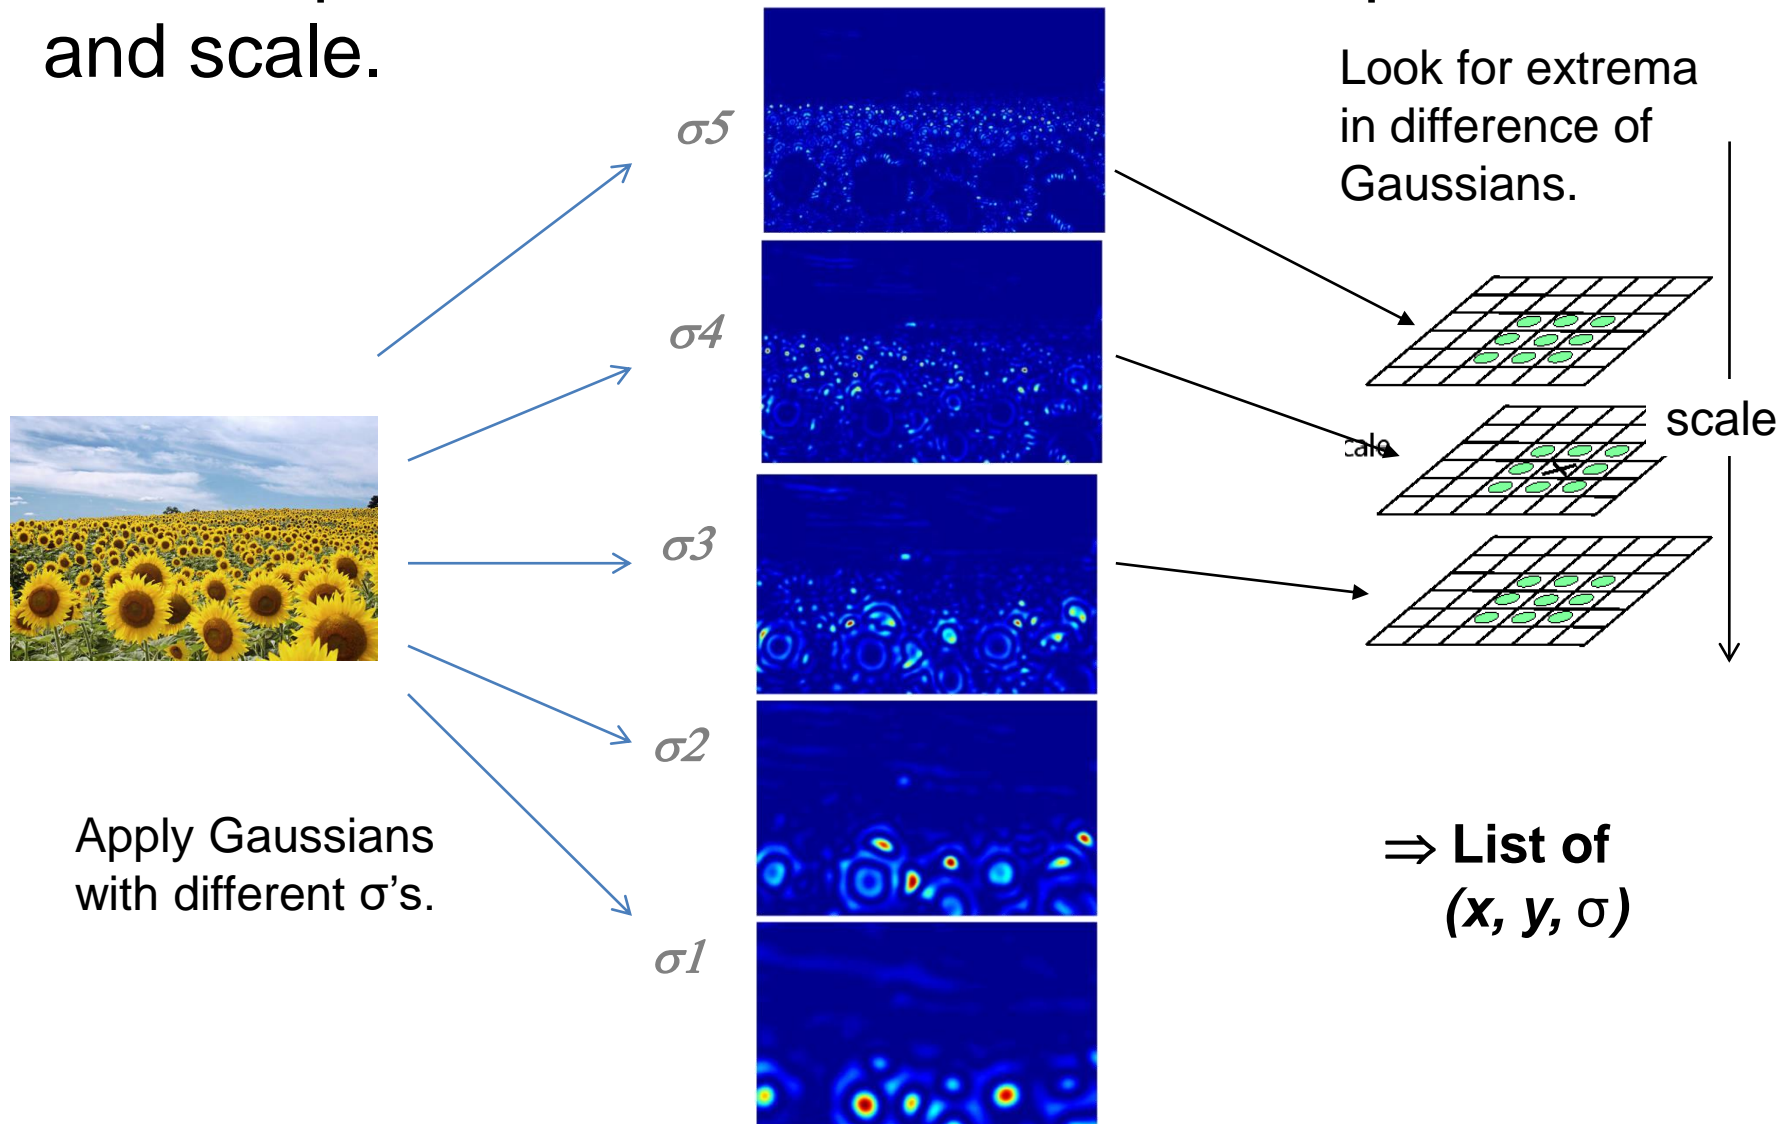 and scale.
Look for extrema
in difference of
Gaussians.
σ5
σ4
scale
cale
σ3
σ2
Apply Gaussians
with different σ’s.
⇒ List of
(x, y, σ)
σ1